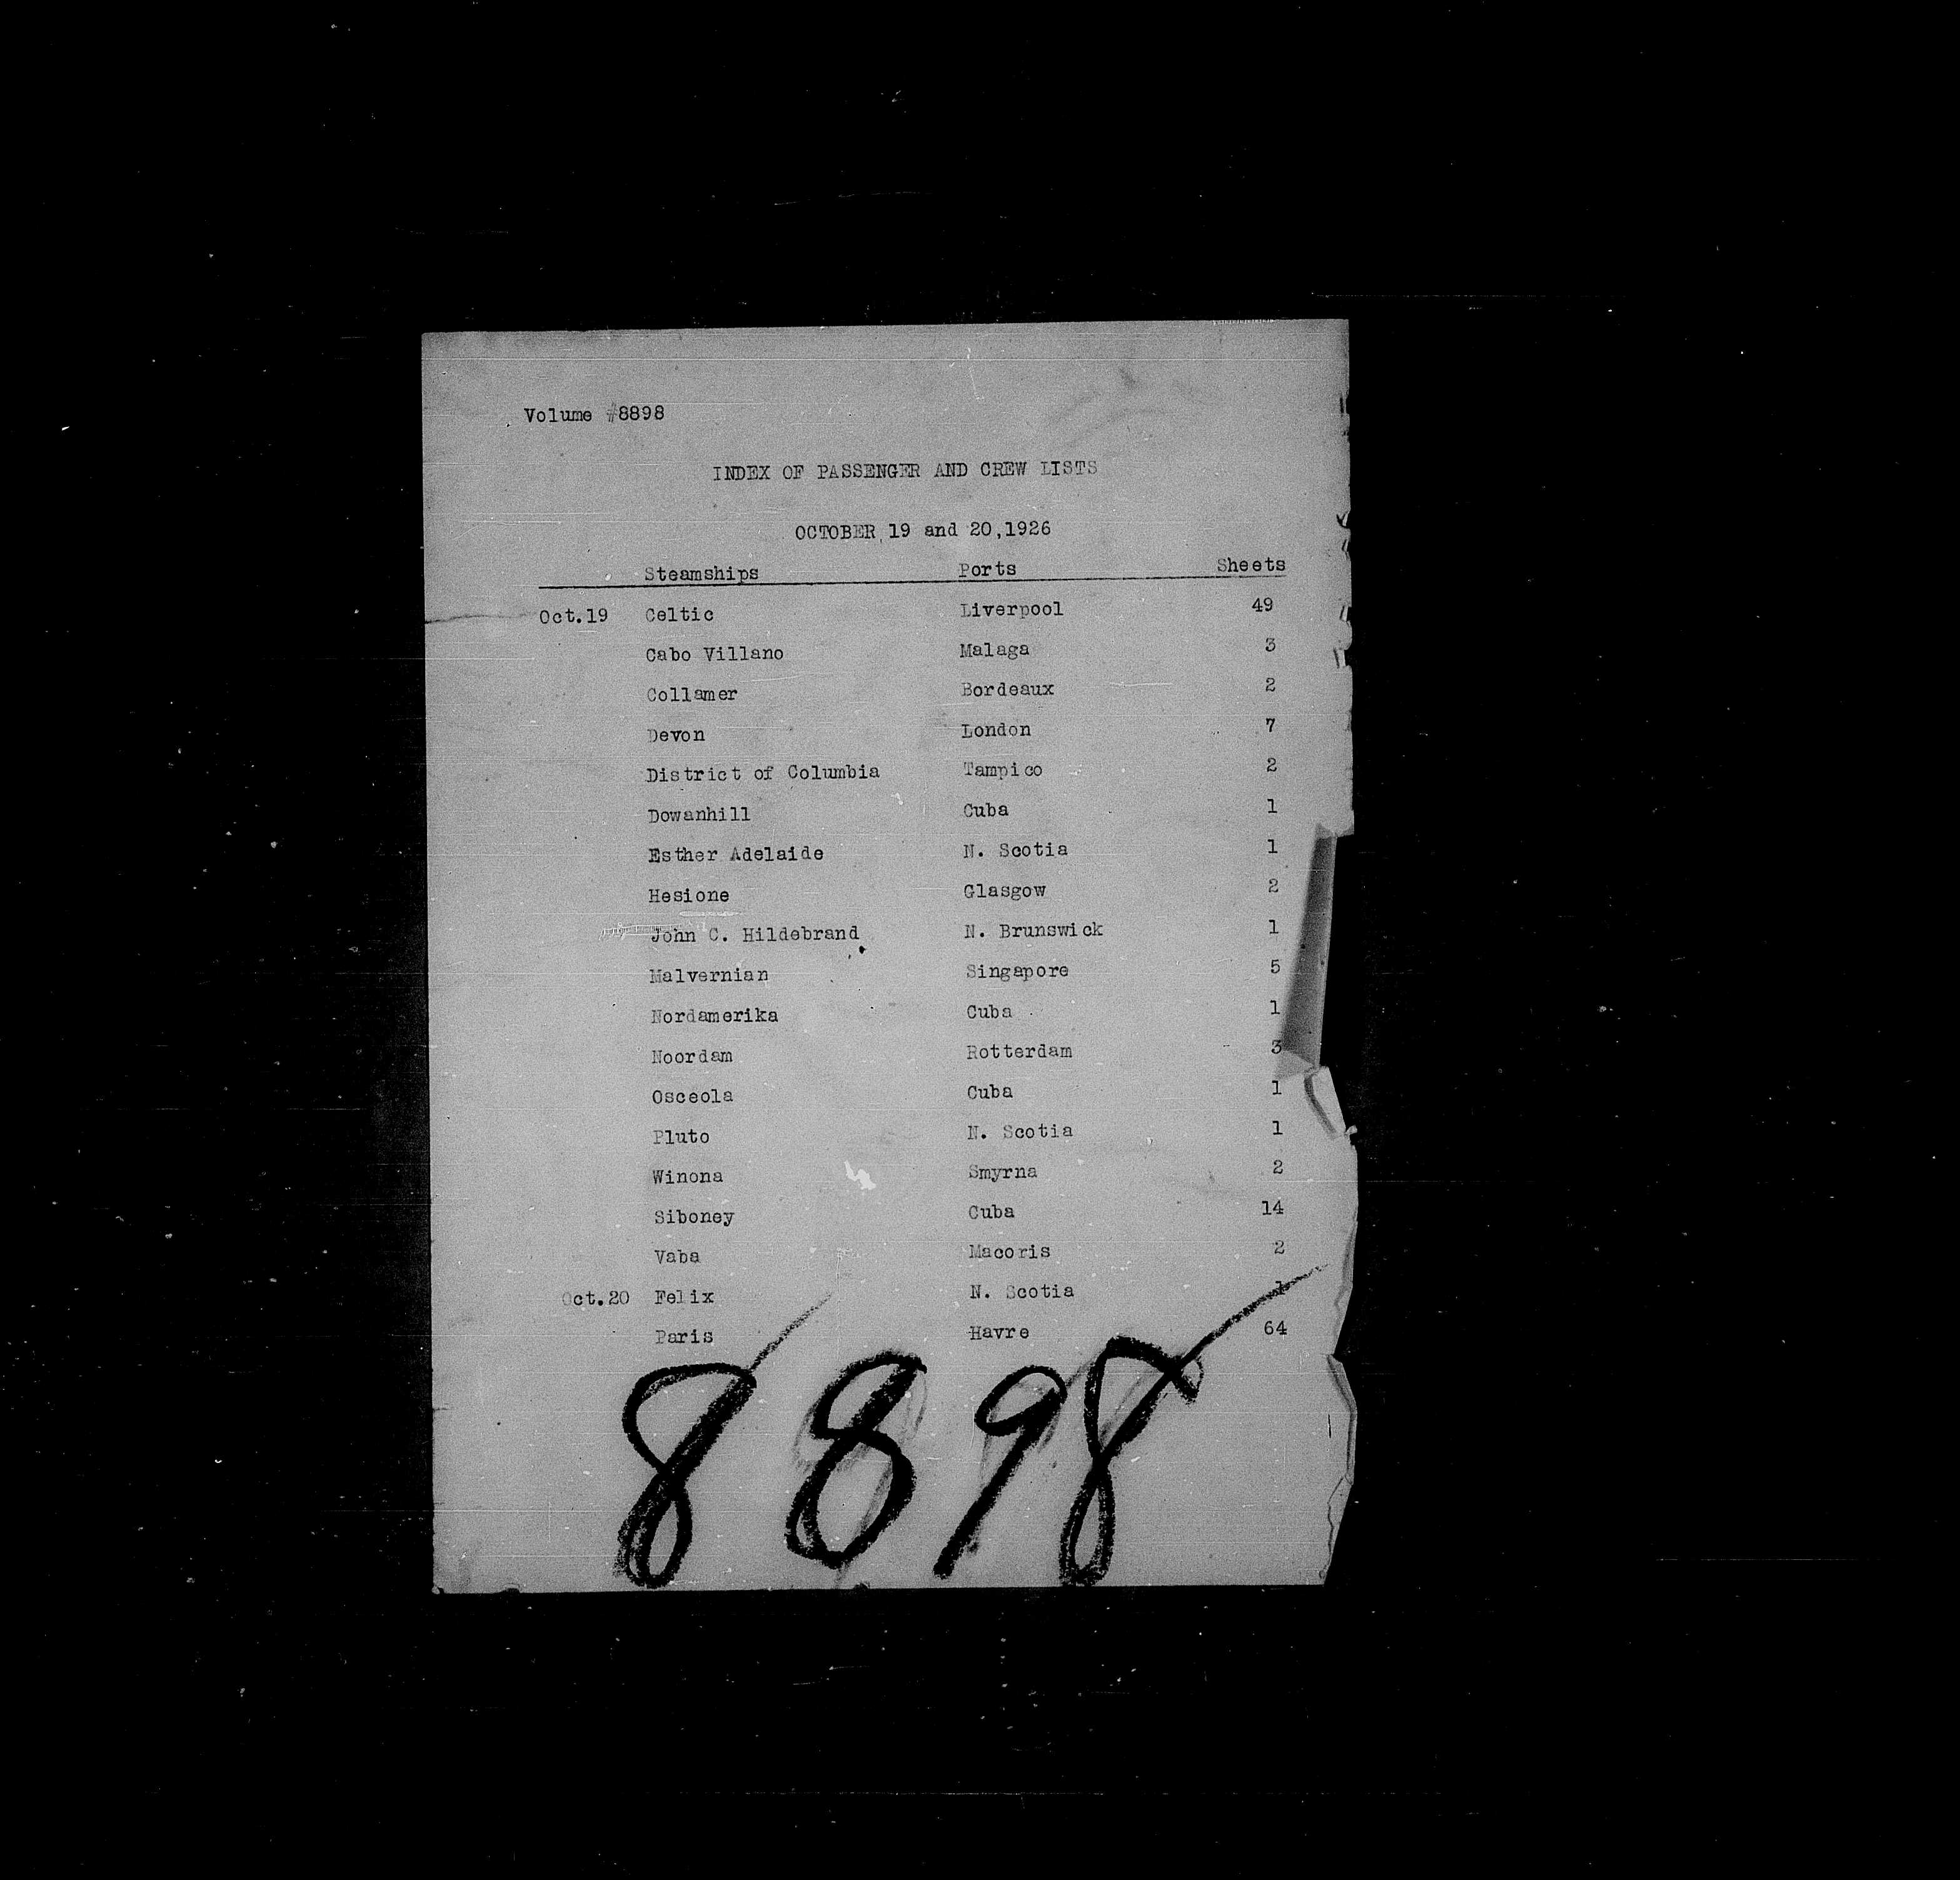 Volume #8898
INDEX OF PASSENGER AND CREW LISTS
OCTOBER 19 and 20,1926
Steamships Ports Sheets
Oct.19 Celtic Liverpool 49
Cabo Villano Malaga 3
Collamer Bordeaux 2
Devon London 7
District of Columbia Tampico 2
Dowanhill Cuba 1
Esther Adelaide N. Scotia 1
Hesione Glasgow 2
John C. Hildebrand N. Brunswick 1
Malvernian Singapore 5
Nordamerika Cuba 1
Noordam Rotterdam 3
Osceola Cuba 1
Pluto N. Scotia 1
Winona Smyrna 2
Siboney Cuba 14
Vaba Macoris 2
Oct.20 Felix N. Scotia 1
Paris Havre 64
8898